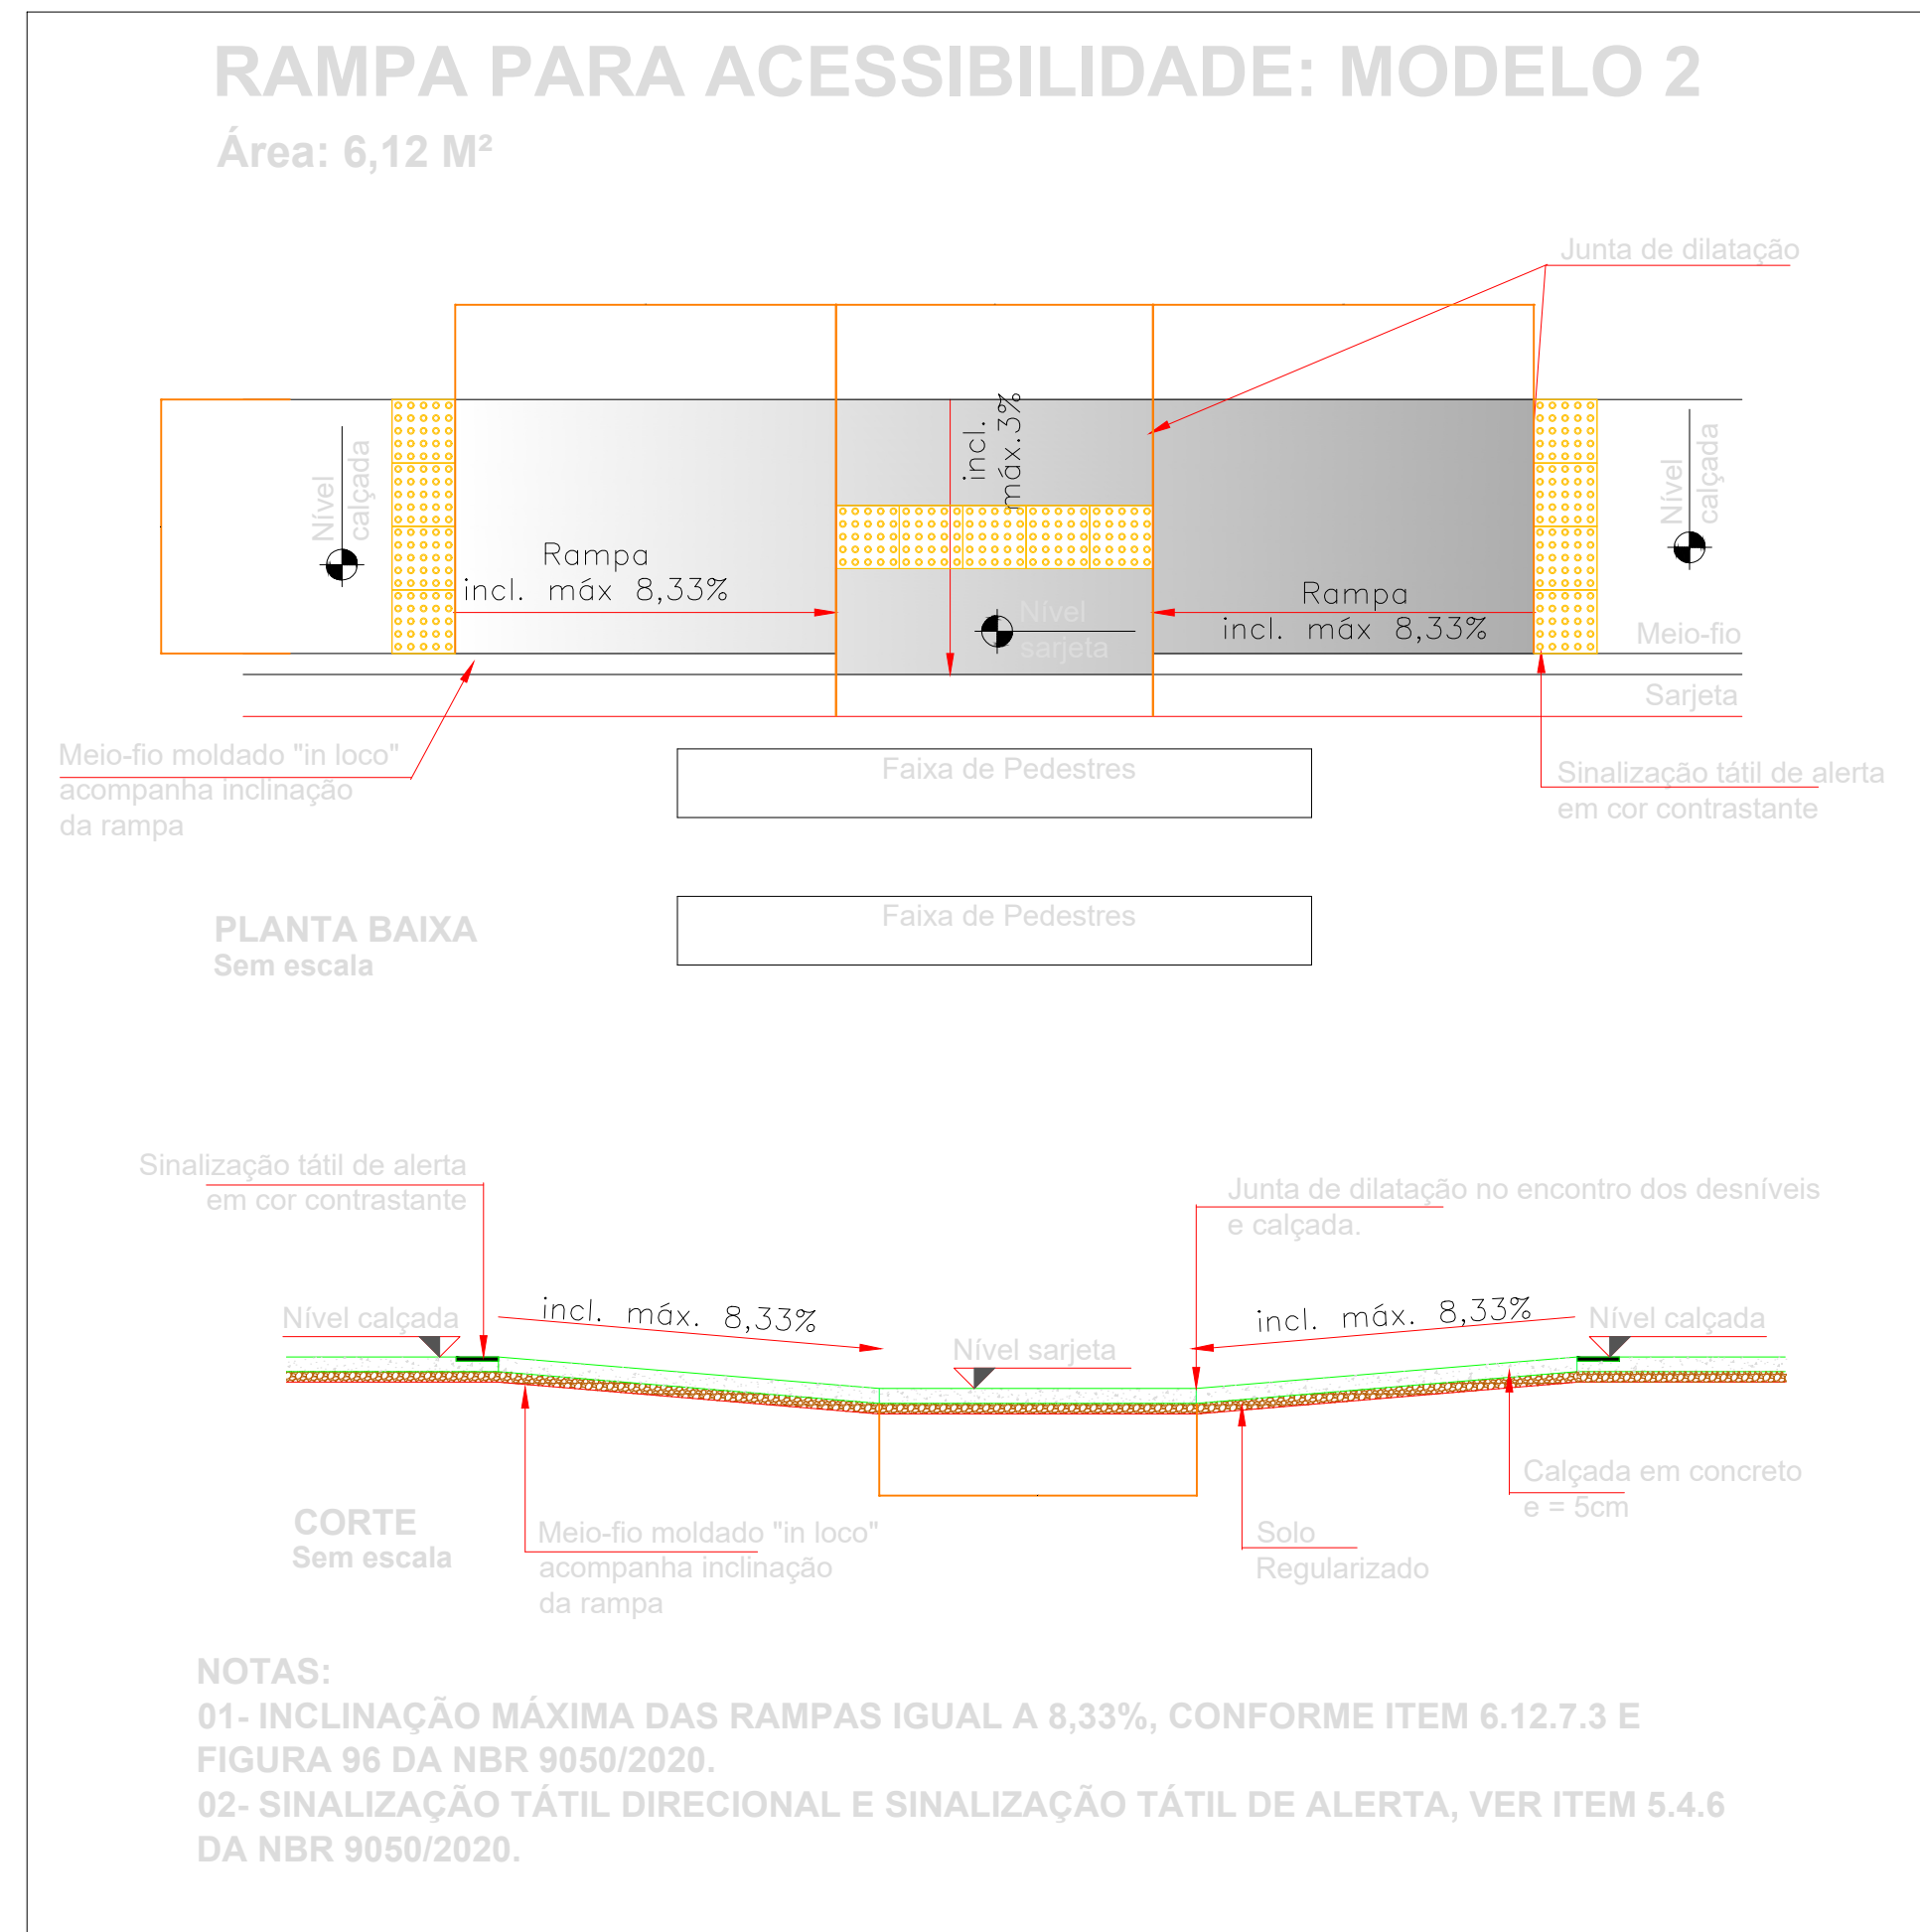 RAMPA PARA ACESSIBILIDADE: MODELO 2
Área: 6,12 M²
Junta de dilatação
Nível
calçada
incl.
máx.3%
Nível
calçada
Rampa
incl. máx 8,33%
Nível
sarjeta
Rampa
incl. máx 8,33%
Meio-fio
Sarjeta
Meio-fio moldado "in loco"
acompanha inclinação
da rampa
Faixa de Pedestres
Sinalização tátil de alerta
em cor contrastante
Faixa de Pedestres
PLANTA BAIXA
Sem escala
Sinalização tátil de alerta
em cor contrastante
Junta de dilatação no encontro dos desníveis
e calçada.
Nível calçada
incl. máx. 8,33%
Nível sarjeta
incl. máx. 8,33%
Nível calçada
Calçada em concreto
e = 5cm
CORTE
Sem escala
Meio-fio moldado "in loco"
acompanha inclinação
da rampa
Solo
Regularizado
NOTAS:
01- INCLINAÇÃO MÁXIMA DAS RAMPAS IGUAL A 8,33%, CONFORME ITEM 6.12.7.3 E
FIGURA 96 DA NBR 9050/2020.
02- SINALIZAÇÃO TÁTIL DIRECIONAL E SINALIZAÇÃO TÁTIL DE ALERTA, VER ITEM 5.4.6
DA NBR 9050/2020.